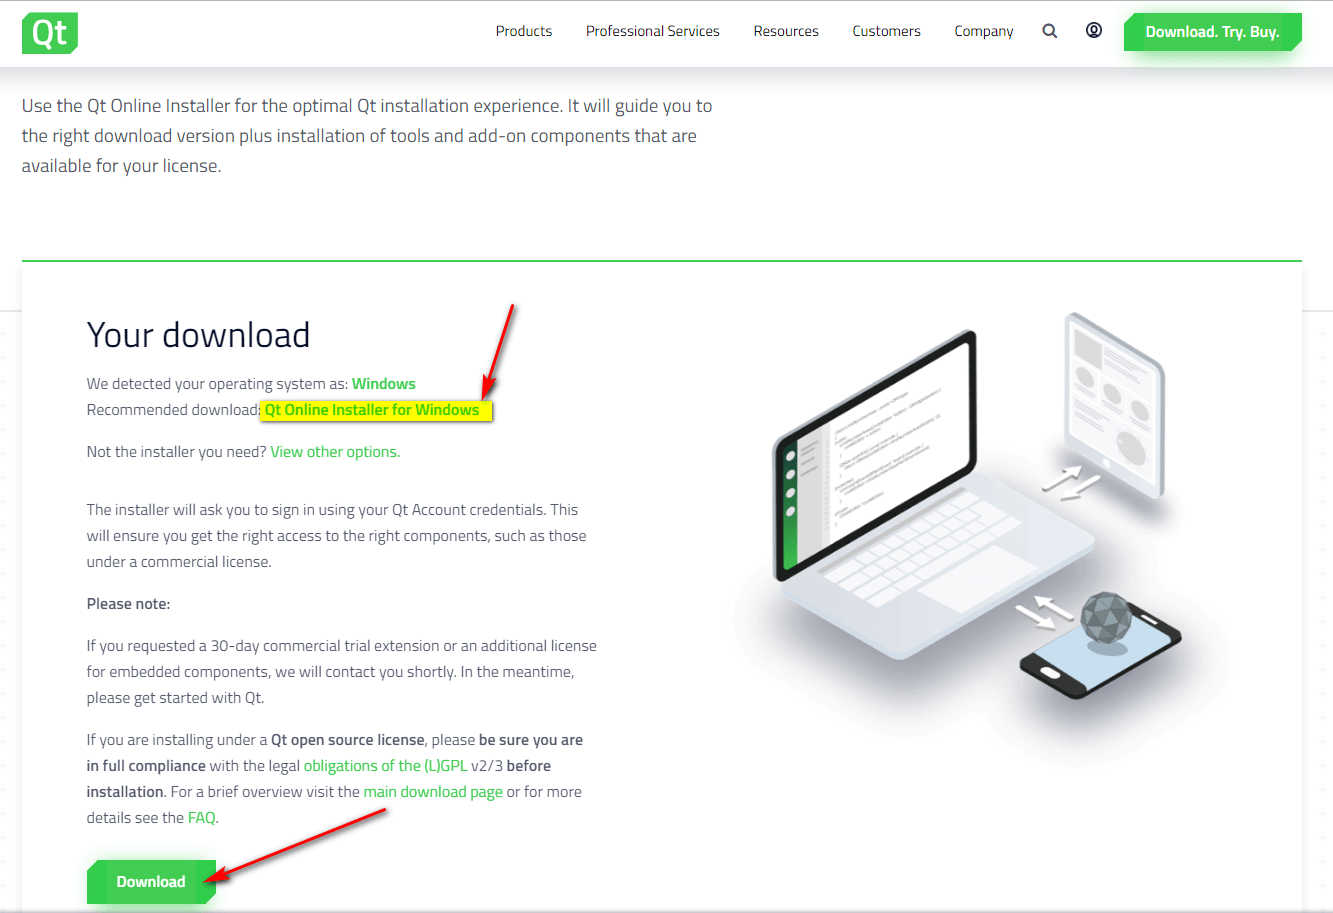 Qt
Products
Professional Services
Resources
Customers
Company
Download. Try. Buy.
Use the Qt Online Installer for the optimal Qt installation experience. It will guide you to
the right download version plus installation of tools and add-on components that are
available for your license.
Your download
We detected your operating system as: Windows
Recommended download: Qt Online Installer for Windows
Not the installer you need? View other options.
The installer will ask you to sign in using your Qt Account credentials. This
will ensure you get the right access to the right components, such as those
under a commercial license.
Please note:
If you requested a 30-day commercial trial extension or an additional license
for embedded components, we will contact you shortly. In the meantime,
please get started with Qt.
If you are installing under a Qt open source license, please be sure you are
in full compliance with the legal obligations of the (L)GPL v2/3 before
installation. For a brief overview visit the main download page or for more
details see the FAQ.
Download